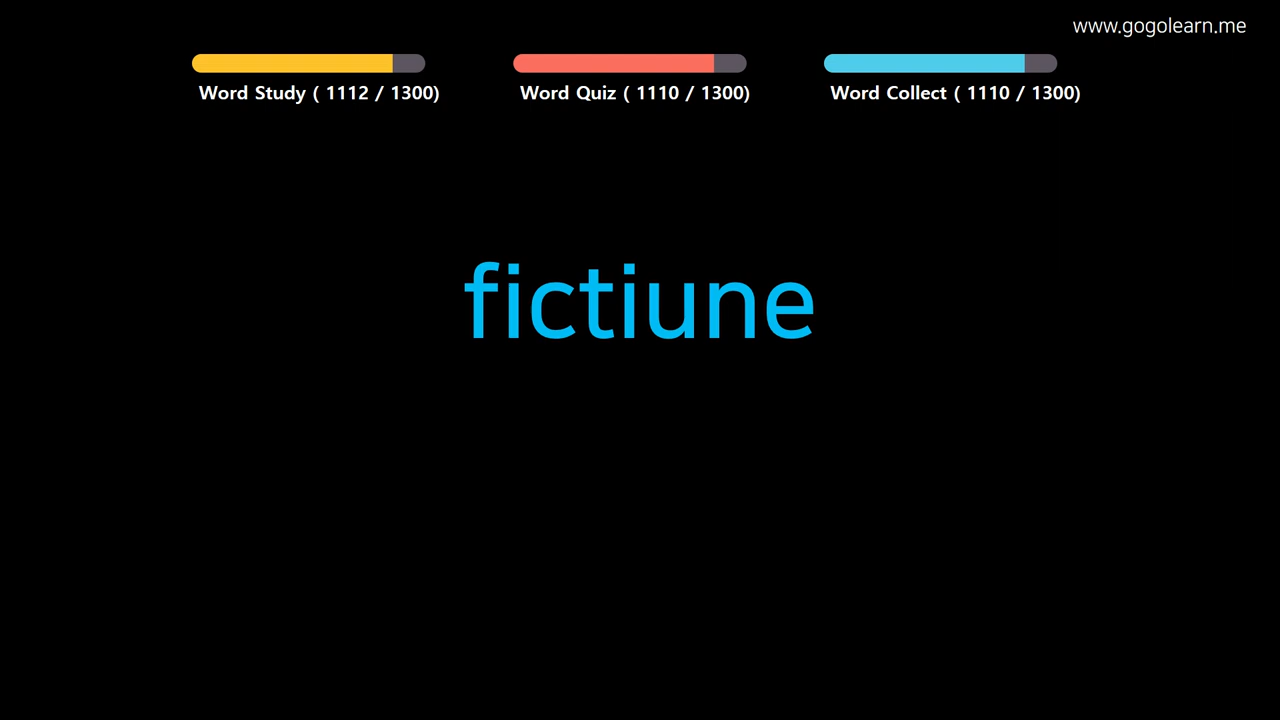 www.gogolearn.me
Word Study ( 1112 / 1300)
Word Quiz ( 1110 / 1300)
Word Collect ( 1110 / 1300)
fictiune